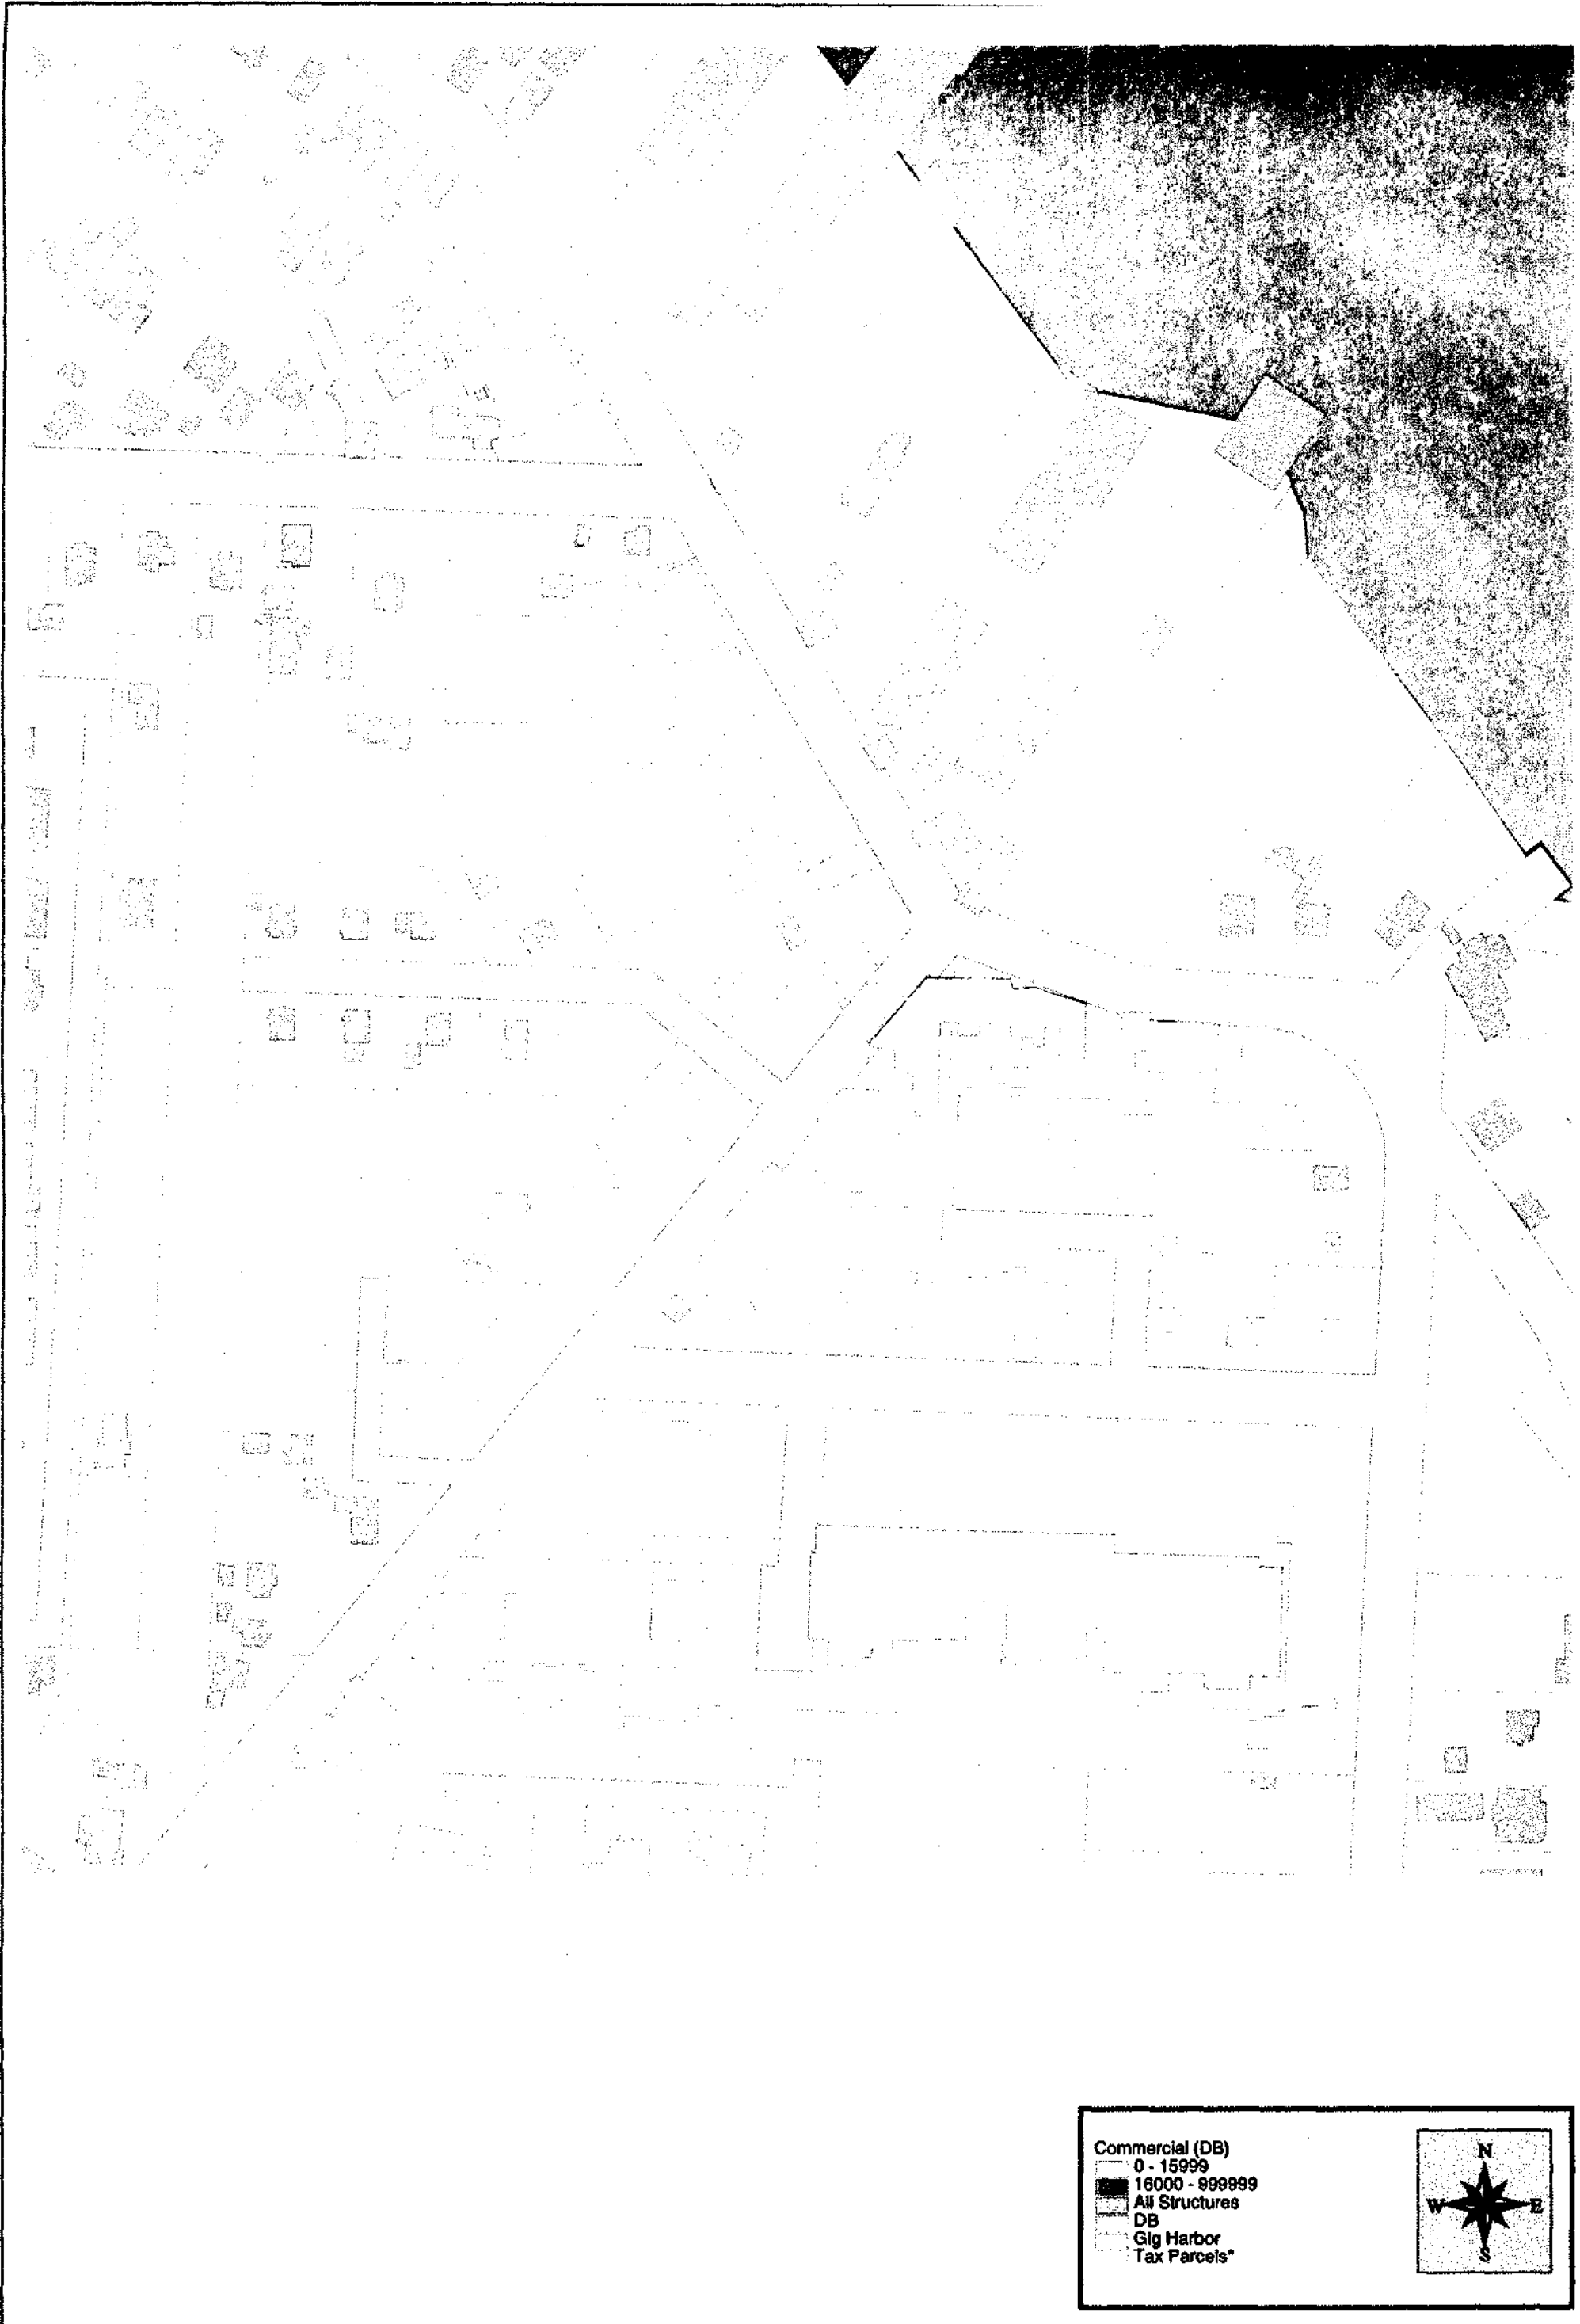 Commercial (DB)
0 - 15999
16000 - 999999
All Structures
DB
Gig Harbor
Tax Parcels*
N
W E
S